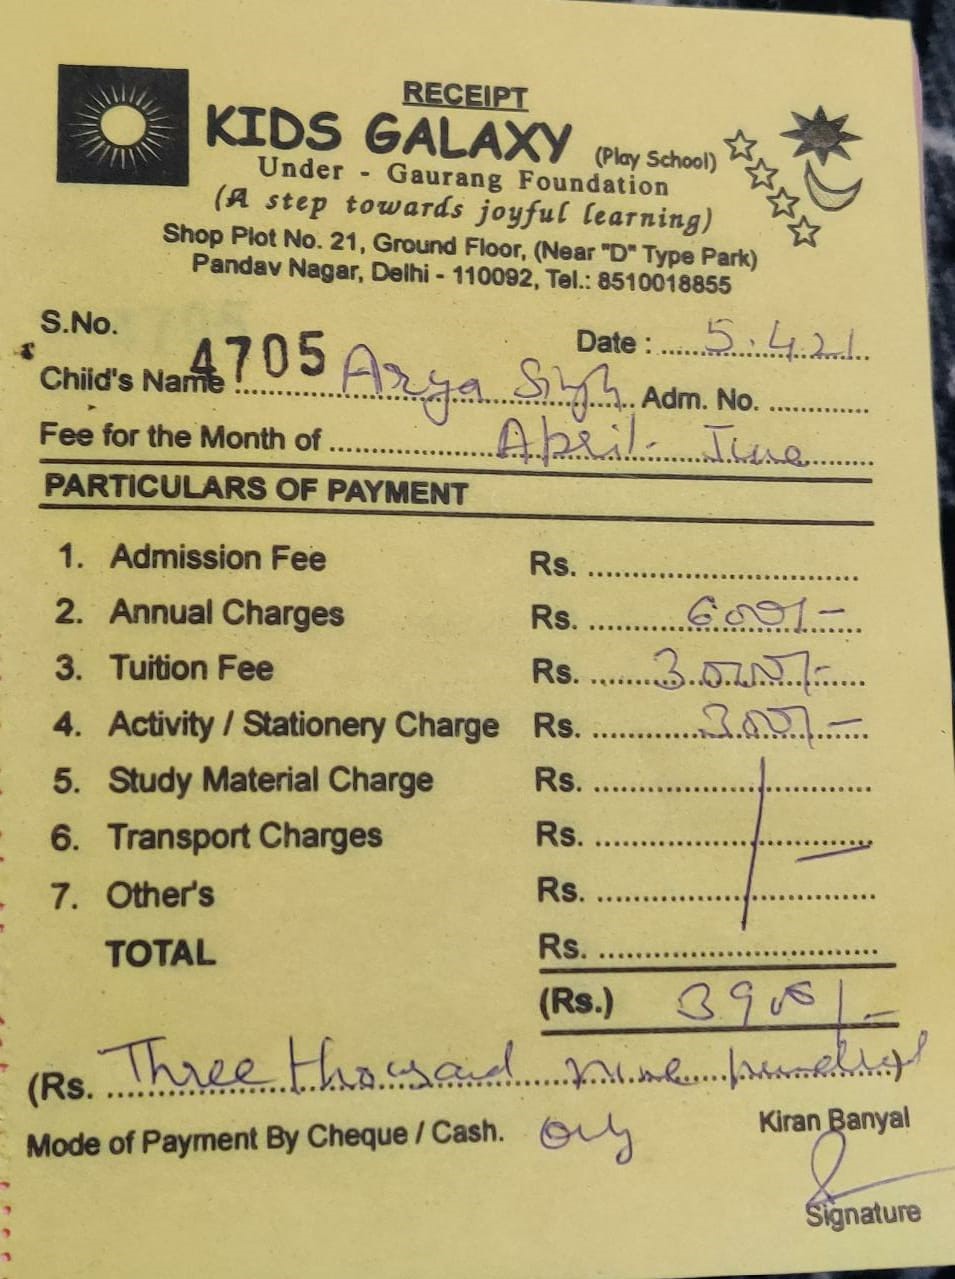 RECEIPT
KIDS GALAXY (Play School)
Under - Gaurang Foundation
(A step towards joyful learning)
Shop Plot No. 21, Ground Floor, (Near "D" Type Park)
Pandav Nagar, Delhi - 110092, Tel.: 8510018855
S.No. 4705 Date : 5.4.21
Child's Name : Arya Singh Adm. No.
Fee for the Month of April - June
PARTICULARS OF PAYMENT
1. Admission Fee Rs.
2. Annual Charges Rs. 600/-
3. Tuition Fee Rs. 3000/-
4. Activity / Stationery Charge Rs. 300/-
5. Study Material Charge Rs.
6. Transport Charges Rs.
7. Other's Rs.
TOTAL Rs.
(Rs.) 3900/-
(Rs. Three thousand nine hundred)
Mode of Payment By Cheque / Cash. Only Kiran Banyal
Signature